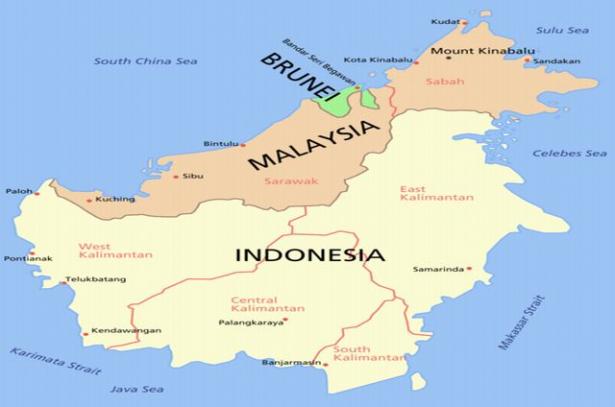 Kudat
Sulu Sea
Bandar Seri Begawan
Mount Kinabalu
South China Sea
Kota Kinabalu
Sandakan
BRUNEI
Sabah
MALAYSIA
Bintulu
Celebes Sea
Sibu
Sarawak
Paloh
East
Kalimantan
Kuching
West
Kalimantan
INDONESIA
Pontianak
Samarinda
Telukbatang
Central
Kalimantan
Makassar Strait
Palangkaraya
Kendawangan
South
Kalimantan
Karimata Strait
Banjarmasin
Java Sea